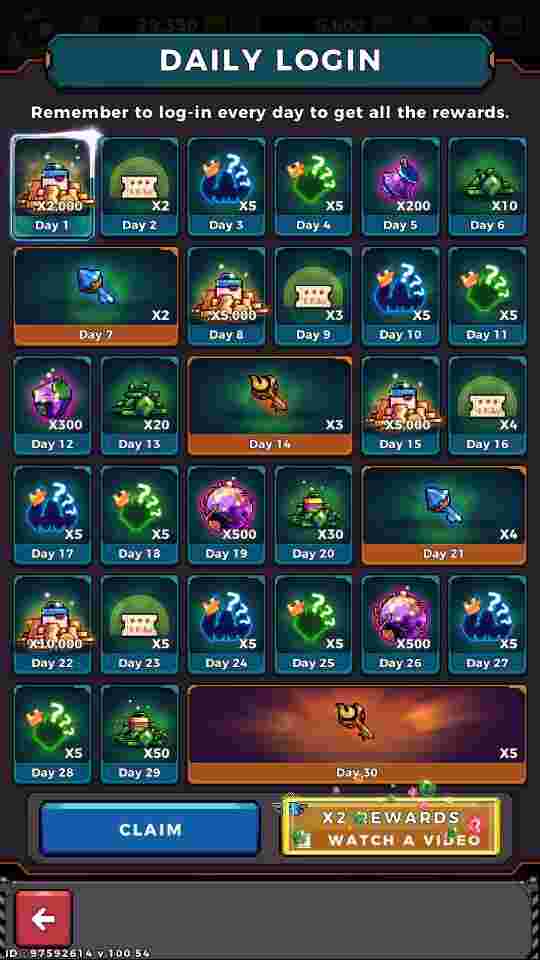 DAILY LOGIN
Remember to log-in every day to get all the rewards.
X2,000 X2 X5 X5 X200 X10
Day 1 Day 2 Day 3 Day 4 Day 5 Day 6
X2 X5,000 X3 X5 X5
Day 7 Day 8 Day 9 Day 10 Day 11
X300 X20 X3 X5,000 X4
Day 12 Day 13 Day 14 Day 15 Day 16
X5 X5 X500 X30 X4
Day 17 Day 18 Day 19 Day 20 Day 21
X10,000 X5 X5 X5 X500 X5
Day 22 Day 23 Day 24 Day 25 Day 26 Day 27
X5 X50 X5
Day 28 Day 29 Day 30
CLAIM
X2 REWARDS
WATCH A VIDEO
ID : 97592614 v.100.54